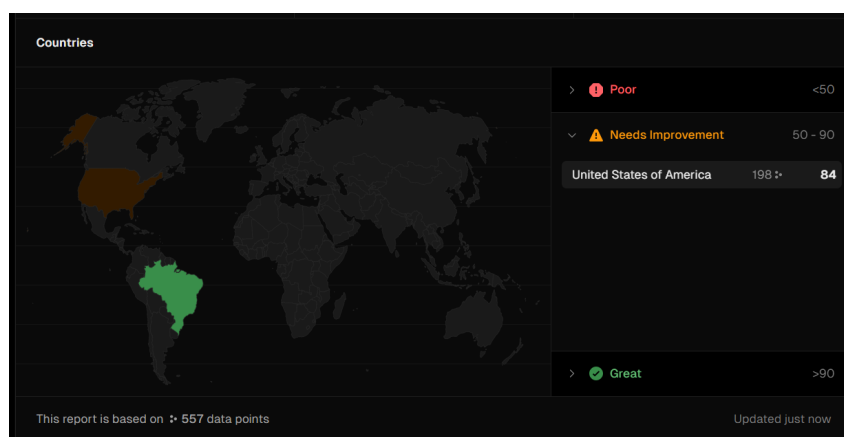 Countries
Poor <50
Needs Improvement 50 - 90
United States of America 198 84
Great >90
This report is based on 557 data points
Updated just now